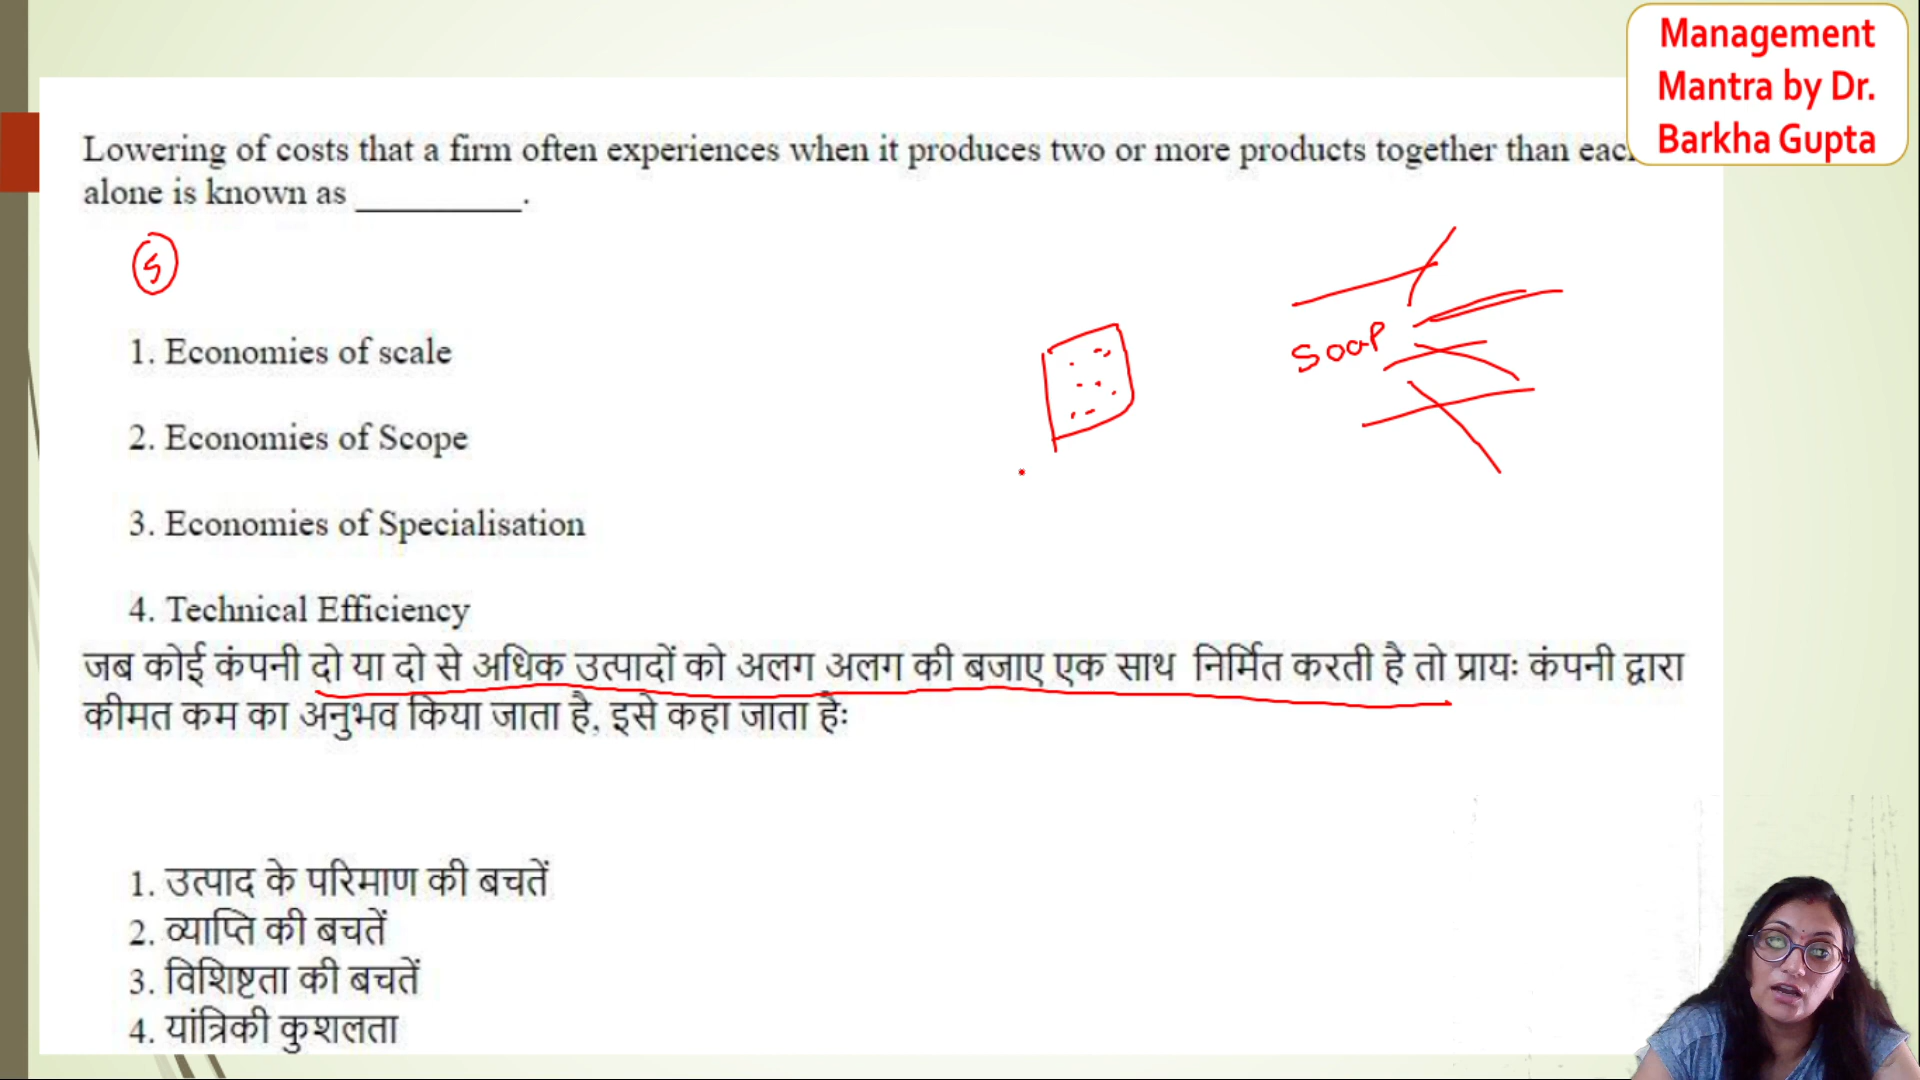 Management
Mantra by Dr.
Barkha Gupta
Lowering of costs that a firm often experiences when it produces two or more products together than
alone is known as _________.
5
1. Economies of scale
2. Economies of Scope
3. Economies of Specialisation
4. Technical Efficiency
soap
जब कोई कंपनी दो या दो से अधिक उत्पादों को अलग अलग की बजाए एक साथ निर्मित करती है तो प्रायः कंपनी द्वारा
कीमत कम का अनुभव किया जाता है, इसे कहा जाता हैः
1. उत्पाद के परिमाण की बचतें
2. व्याप्ति की बचतें
3. विशिष्टता की बचतें
4. यांत्रिकी कुशलता